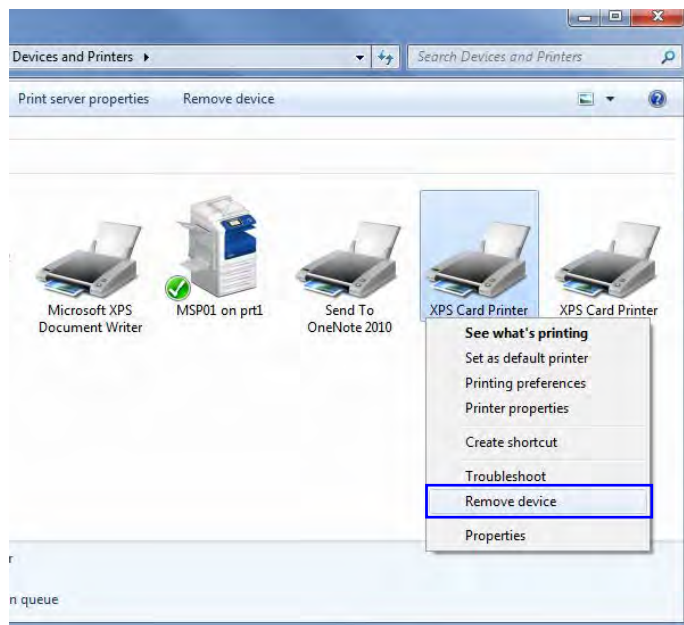 Devices and Printers
Search Devices and Printers
Print server properties Remove device
Microsoft XPS
Document Writer
MSP01 on prt1
Send To
OneNote 2010
XPS Card Printer
XPS Card Printer
See what's printing
Set as default printer
Printing preferences
Printer properties
Create shortcut
Troubleshoot
Remove device
Properties
r
n queue